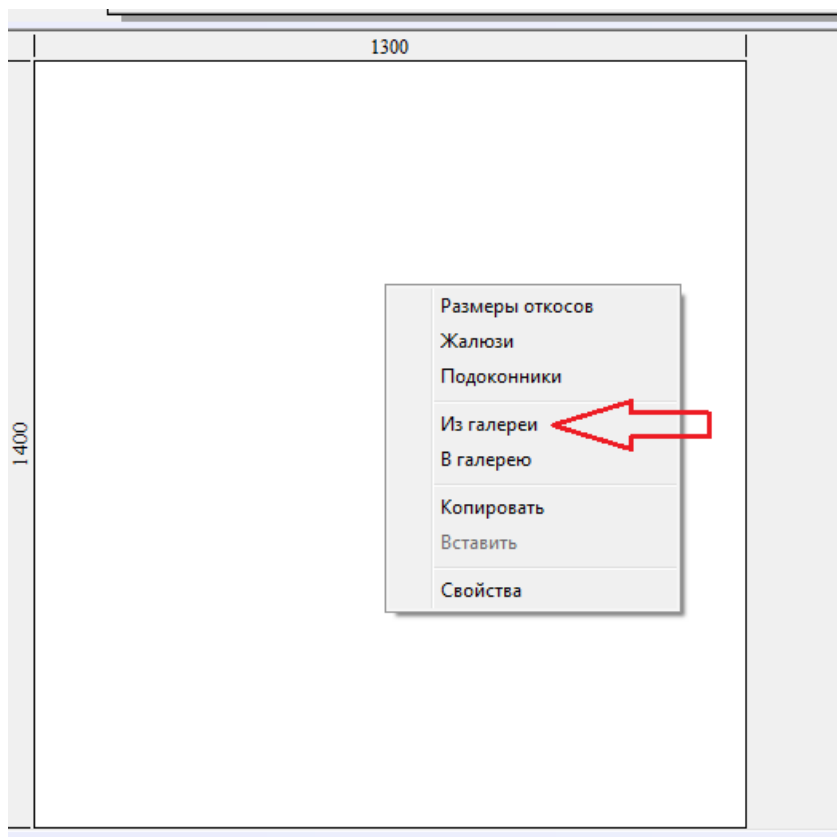 1300
1400
Размеры откосов
Жалюзи
Подоконники
Из галереи
В галерею
Копировать
Вставить
Свойства